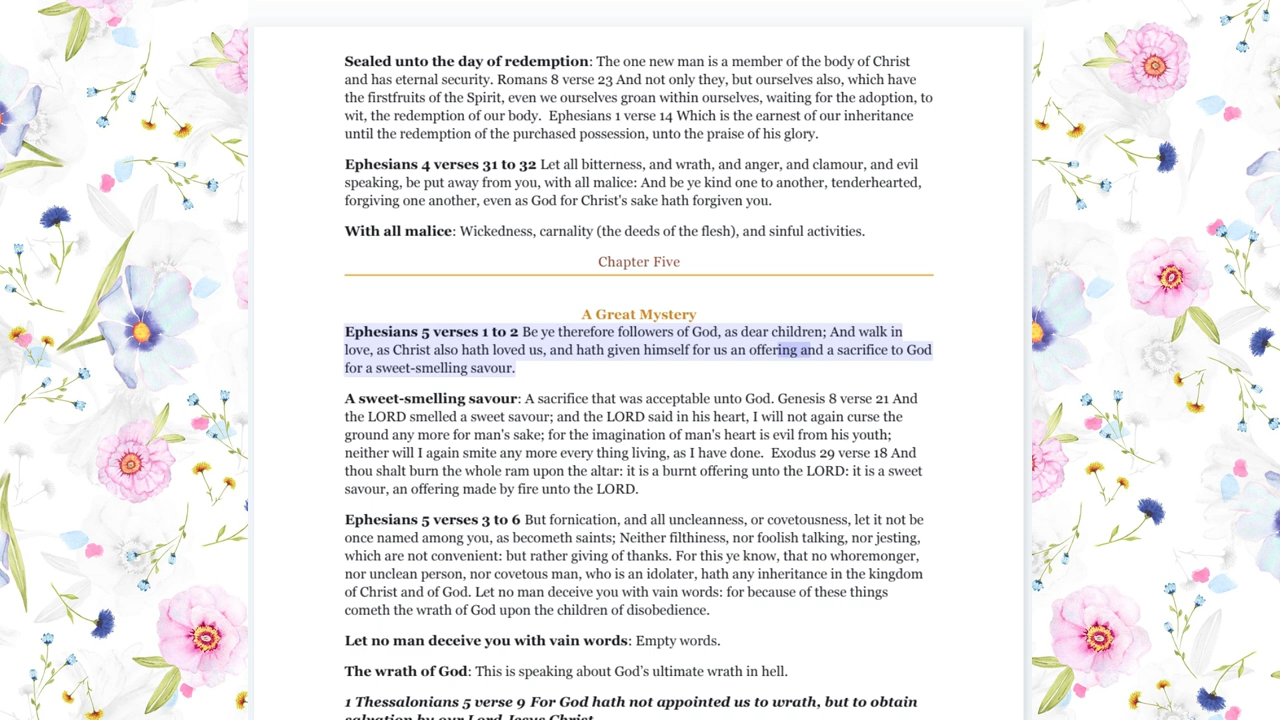 Sealed unto the day of redemption: The one new man is a member of the body of Christ
and has eternal security. Romans 8 verse 23 And not only they, but ourselves also, which have
the firstfruits of the Spirit, even we ourselves groan within ourselves, waiting for the adoption, to
wit, the redemption of our body.  Ephesians 1 verse 14 Which is the earnest of our inheritance
until the redemption of the purchased possession, unto the praise of his glory.
Ephesians 4 verses 31 to 32 Let all bitterness, and wrath, and anger, and clamour, and evil
speaking, be put away from you, with all malice: And be ye kind one to another, tenderhearted,
forgiving one another, even as God for Christ's sake hath forgiven you.
With all malice: Wickedness, carnality (the deeds of the flesh), and sinful activities.
Chapter Five
A Great Mystery
Ephesians 5 verses 1 to 2 Be ye therefore followers of God, as dear children; And walk in
love, as Christ also hath loved us, and hath given himself for us an offering and a sacrifice to God
for a sweet-smelling savour.
A sweet-smelling savour: A sacrifice that was acceptable unto God. Genesis 8 verse 21 And
the LORD smelled a sweet savour; and the LORD said in his heart, I will not again curse the
ground any more for man's sake; for the imagination of man's heart is evil from his youth;
neither will I again smite any more every thing living, as I have done.  Exodus 29 verse 18 And
thou shalt burn the whole ram upon the altar: it is a burnt offering unto the LORD: it is a sweet
savour, an offering made by fire unto the LORD.
Ephesians 5 verses 3 to 6 But fornication, and all uncleanness, or covetousness, let it not be
once named among you, as becometh saints; Neither filthiness, nor foolish talking, nor jesting,
which are not convenient: but rather giving of thanks. For this ye know, that no whoremonger,
nor unclean person, nor covetous man, who is an idolater, hath any inheritance in the kingdom
of Christ and of God. Let no man deceive you with vain words: for because of these things
cometh the wrath of God upon the children of disobedience.
Let no man deceive you with vain words: Empty words.
The wrath of God: This is speaking about God’s ultimate wrath in hell.
1 Thessalonians 5 verse 9 For God hath not appointed us to wrath, but to obtain
salvation by our Lord Jesus Christ